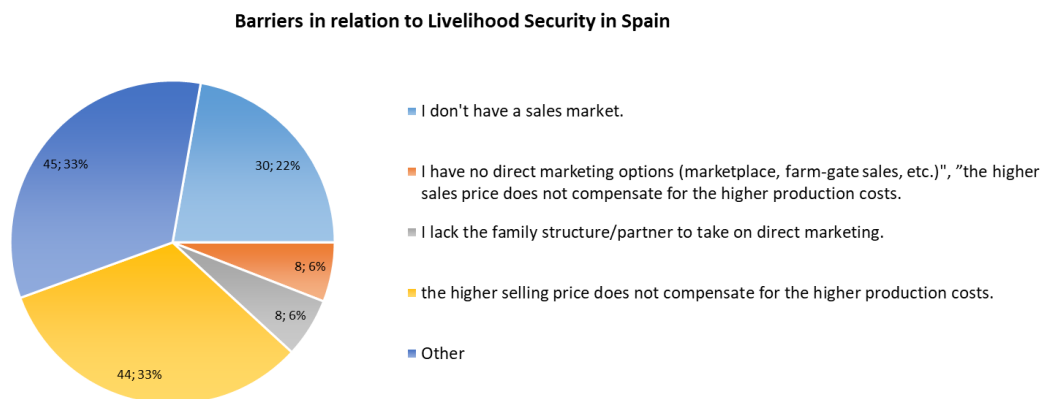 Barriers in relation to Livelihood Security in Spain
45; 33%
30; 22%
8; 6%
8; 6%
44; 33%
I don't have a sales market.
I have no direct marketing options (marketplace, farm-gate sales, etc.)", ”the higher
sales price does not compensate for the higher production costs.
I lack the family structure/partner to take on direct marketing.
the higher selling price does not compensate for the higher production costs.
Other